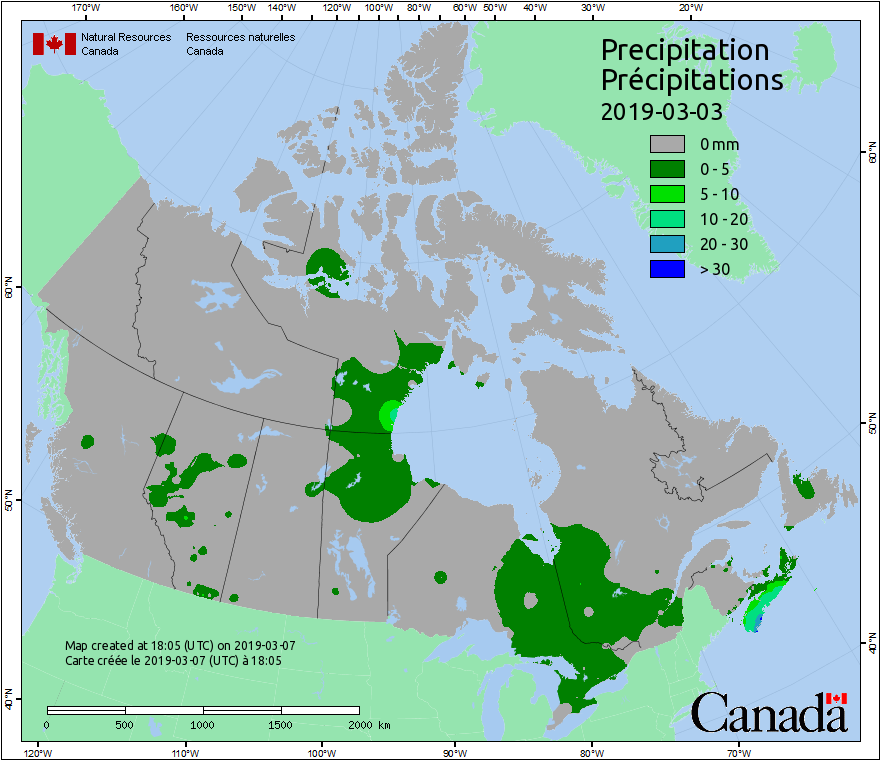 170°W 160°W 150°W 140°W 120°W 100°W 80°W 60°W 50°W 40°W 30°W 20°W
Natural Resources Ressources naturelles
Canada Canada
Precipitation
Précipitations
2019-03-03
0 mm
0 - 5
5 - 10
10 - 20
20 - 30
> 30
60°N
60°N
50°N
50°N
40°N
40°N
Map created at 18:05 (UTC) on 2019-03-07
Carte créée le 2019-03-07 (UTC) à 18:05
0 500 1000 1500 2000 km
Canada
120°W 110°W 100°W 90°W 80°W 70°W